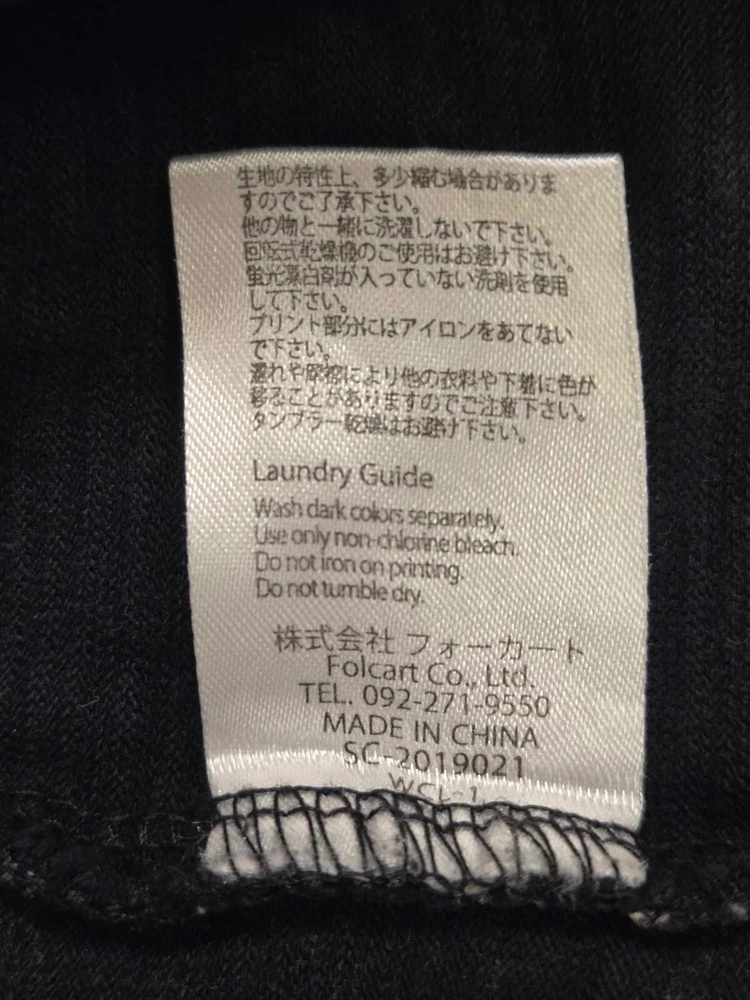 生地の特性上、多少縮む場合がありま
すのでご了承下さい。
他の物と一緒に洗濯しないで下さい。
回転式乾燥機のご使用はお避け下さい。
蛍光漂白剤が入っていない洗剤を使用
して下さい。
プリント部分にはアイロンをあてない
で下さい。
濡れや摩擦により他の衣料や下着に色が
移ることがありますのでご注意下さい。
タンブラー乾燥はお避け下さい。
Laundry Guide
Wash dark colors separately.
Use only non-chlorine bleach.
Do not iron on printing.
Do not tumble dry.
株式会社 フォーカート
Folcart Co., Ltd.
TEL. 092-271-9550
MADE IN CHINA
SC-2019021
WCL-1